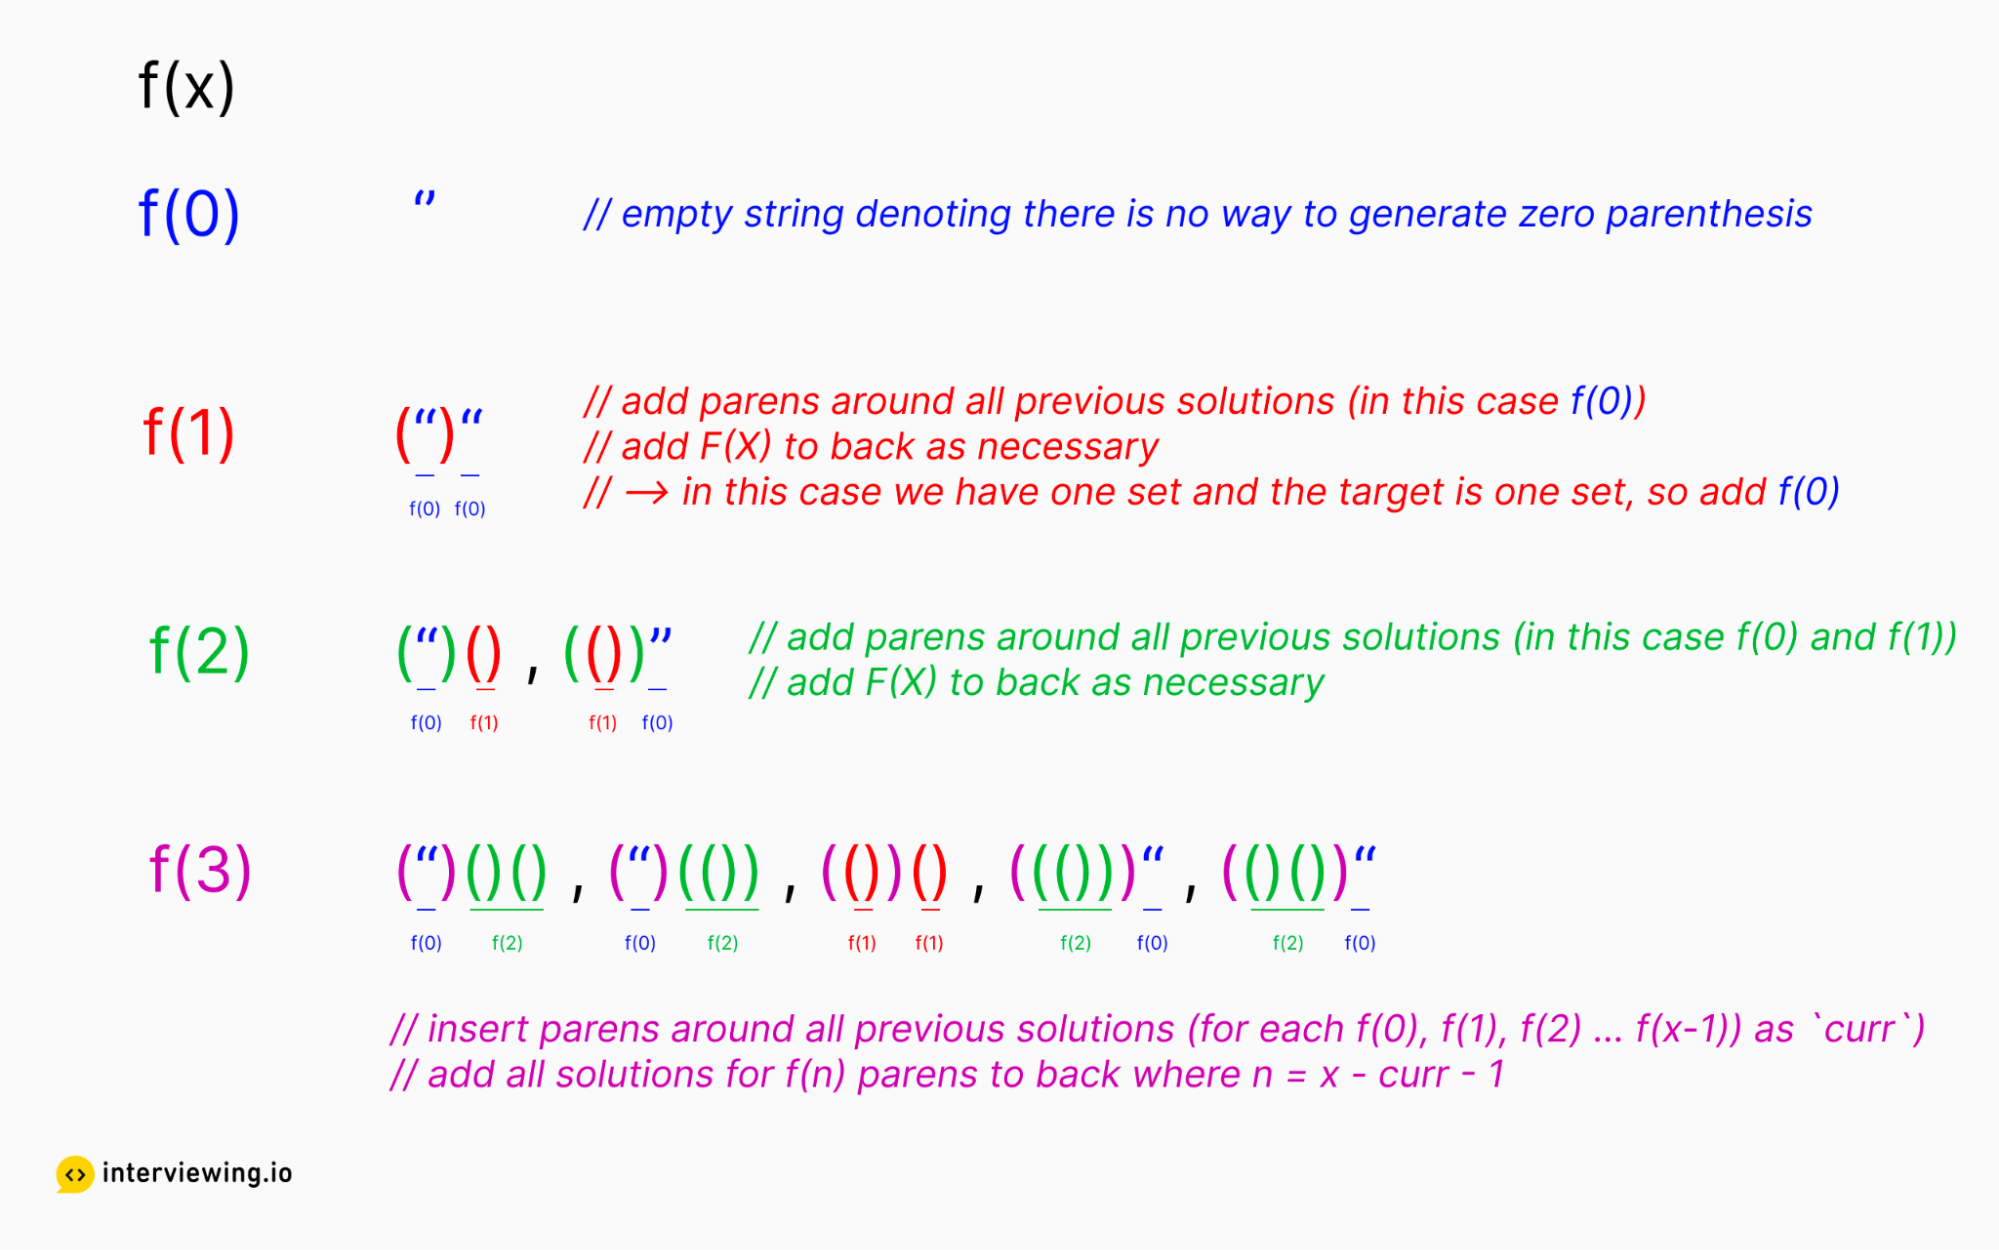 f(x)
f(0) ‘’ // empty string denoting there is no way to generate zero parenthesis
f(1) (“)“ // add parens around all previous solutions (in this case f(0))
// add F(X) to back as necessary
// → in this case we have one set and the target is one set, so add f(0)
f(0) f(0)
f(2) (“)() , (())” // add parens around all previous solutions (in this case f(0) and f(1))
// add F(X) to back as necessary
f(0) f(1) f(1) f(0)
f(3) (“)()() , (“)(()) , (())() , ((()))“ , (()())“
f(0) f(2) f(0) f(2) f(1) f(1) f(2) f(0) f(2) f(0)
// insert parens around all previous solutions (for each f(0), f(1), f(2) ... f(x-1)) as `curr`)
// add all solutions for f(n) parens to back where n = x - curr - 1
<> interviewing.io